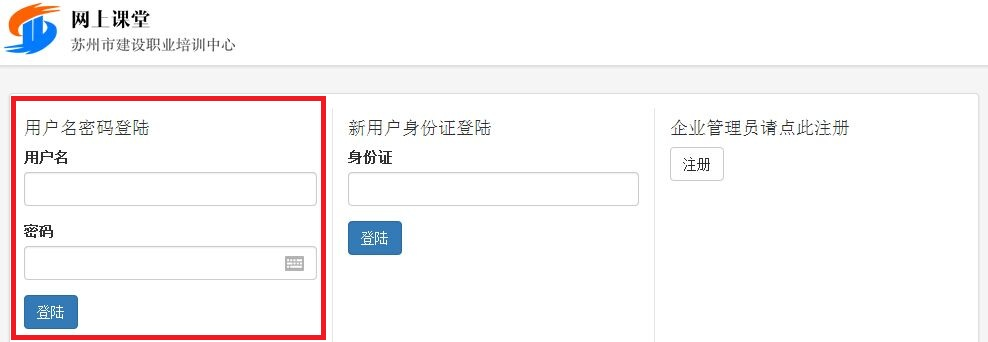 网上课堂
苏州市建设职业培训中心
用户名密码登陆
用户名
密码
登陆
新用户身份证登陆
身份证
登陆
企业管理员请点此注册
注册